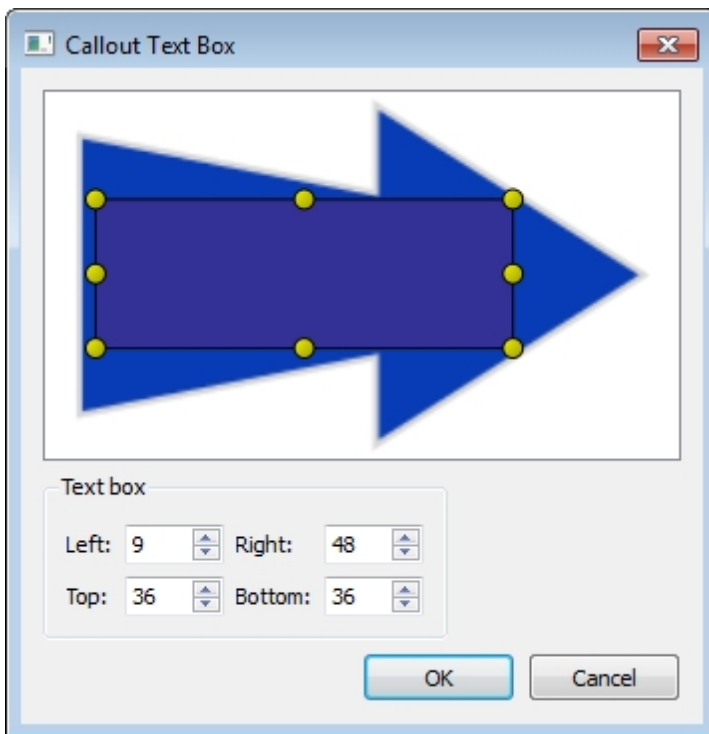 Callout Text Box
Text box
Left: 9 Right: 48
Top: 36 Bottom: 36
OK Cancel